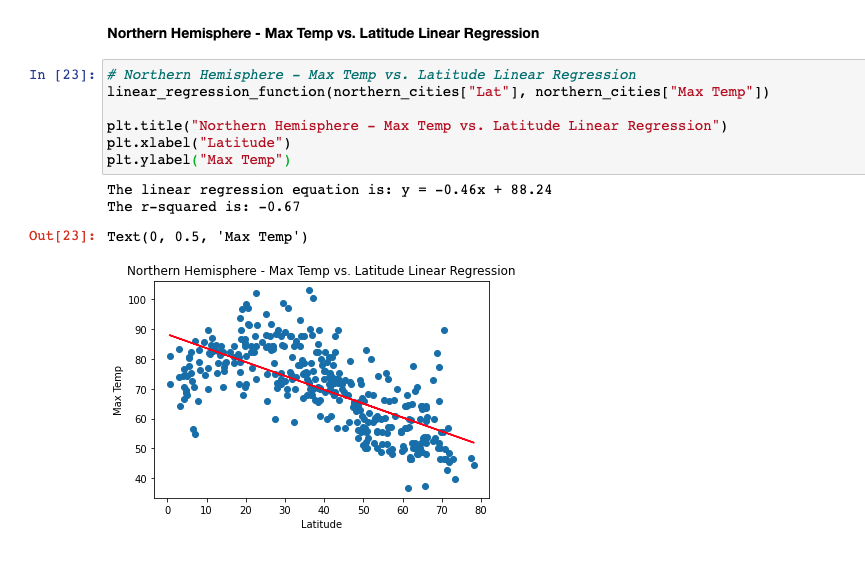 Northern Hemisphere - Max Temp vs. Latitude Linear Regression
In [23]: # Northern Hemisphere - Max Temp vs. Latitude Linear Regression
linear_regression_function(northern_cities["Lat"], northern_cities["Max Temp"])
plt.title("Northern Hemisphere - Max Temp vs. Latitude Linear Regression")
plt.xlabel("Latitude")
plt.ylabel("Max Temp")
The linear regression equation is: y = -0.46x + 88.24
The r-squared is: -0.67
Out[23]: Text(0, 0.5, 'Max Temp')
Northern Hemisphere - Max Temp vs. Latitude Linear Regression
100
90
80
70
60
50
40
Max Temp
0 10 20 30 40 50 60 70 80
Latitude